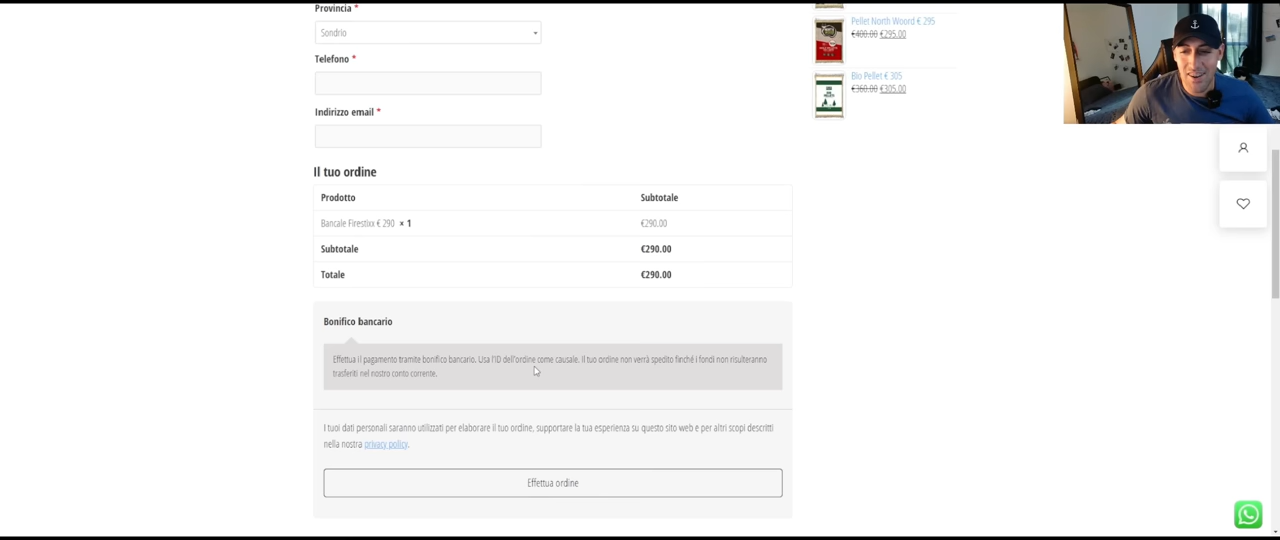 Provincia *
Sondrio
Telefono *
Indirizzo email *
Il tuo ordine
Prodotto Subtotale
Bancale Firestixx € 290 × 1 €290.00
Subtotale €290.00
Totale €290.00
Bonifico bancario
Effettua il pagamento tramite bonifico bancario. Usa l'ID dell'ordine come causale. Il tuo ordine non verrà spedito finché i fondi non risulteranno
trasferiti nel nostro conto corrente.
I tuoi dati personali saranno utilizzati per elaborare il tuo ordine, supportare la tua esperienza su questo sito web e per altri scopi descritti
nella nostra privacy policy.
Effettua ordine
Pellet North Woord € 295
€400.00 €295.00
Bio Pellet € 305
€360.00 €305.00